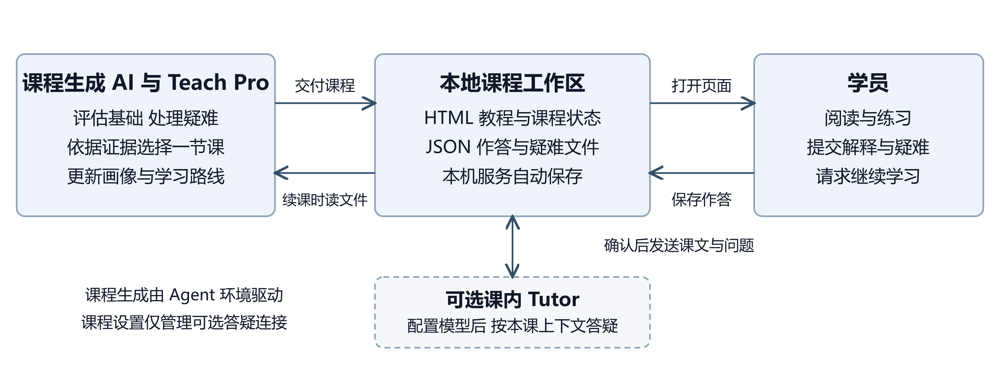 课程生成 AI 与 Teach Pro
评估基础 处理疑难
依据证据选择一节课
更新画像与学习路线
交付课程
续课时读文件
本地课程工作区
HTML 教程与课程状态
JSON 作答与疑难文件
本机服务自动保存
打开页面
保存作答
学员
阅读与练习
提交解释与疑难
请求继续学习
确认后发送课文与问题
课程生成由 Agent 环境驱动
课程设置仅管理可选答疑连接
可选课内 Tutor
配置模型后 按本课上下文答疑